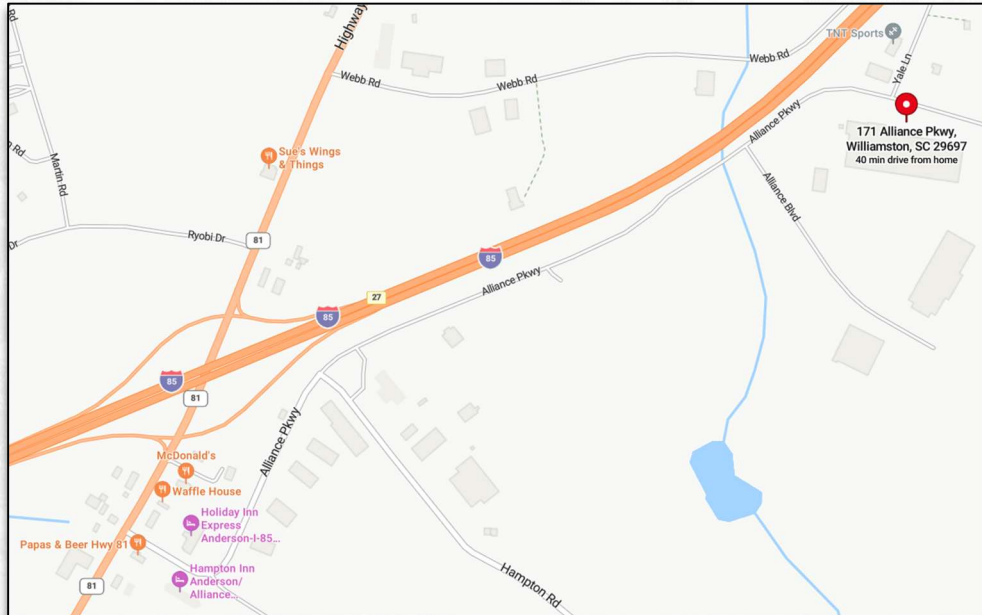 Rd
Highway
TNT Sports
Webb Rd
Webb Rd
Webb Rd
Yale Ln
Alliance Pkwy
171 Alliance Pkwy,
Williamston, SC 29697
40 min drive from home
Sue's Wings
& Things
Martin Rd
n Rd
Alliance Blvd
Dr
Ryobi Dr
81
85
Alliance Pkwy
27
85
85
81
Alliance Pkwy
McDonald's
Waffle House
Holiday Inn
Express
Anderson-I-85...
Papas & Beer Hwy 81
Hampton Inn
Anderson/
Alliance...
81
Hampton Rd